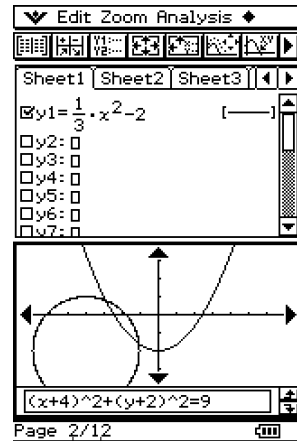 Edit Zoom Analysis
Sheet1 Sheet2 Sheet3
y1=1/3·x^2-2 [—]
y2:
y3:
y4:
y5:
y6:
y7:
(x+4)^2+(y+2)^2=9
Page 2/12